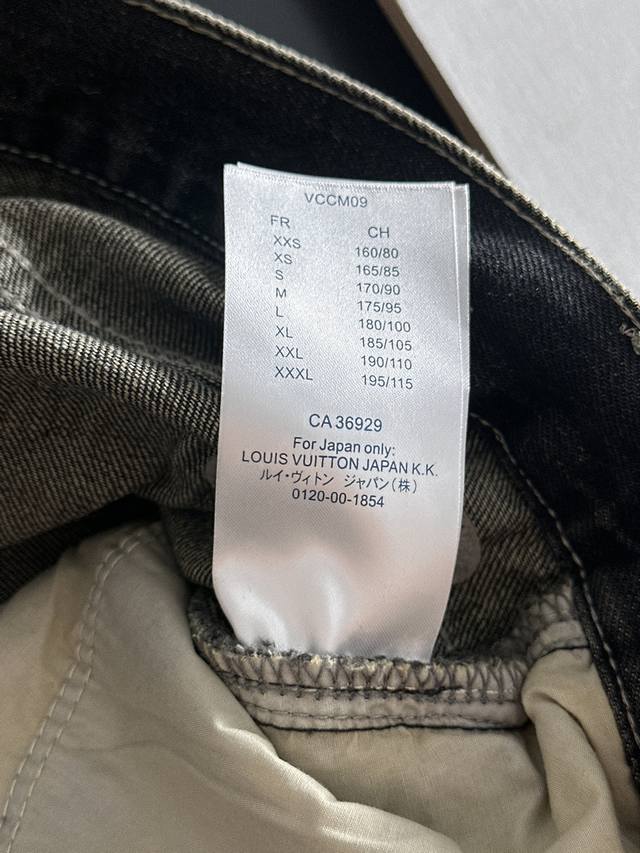 VCCM09
FR CH
XXS 160/80
XS 165/85
S 170/90
M 175/95
L 180/100
XL 185/105
XXL 190/110
XXXL 195/115
CA 36929
For Japan only:
LOUIS VUITTON JAPAN K.K.
ルイ・ヴィトン ジャパン(株)
0120-00-1854